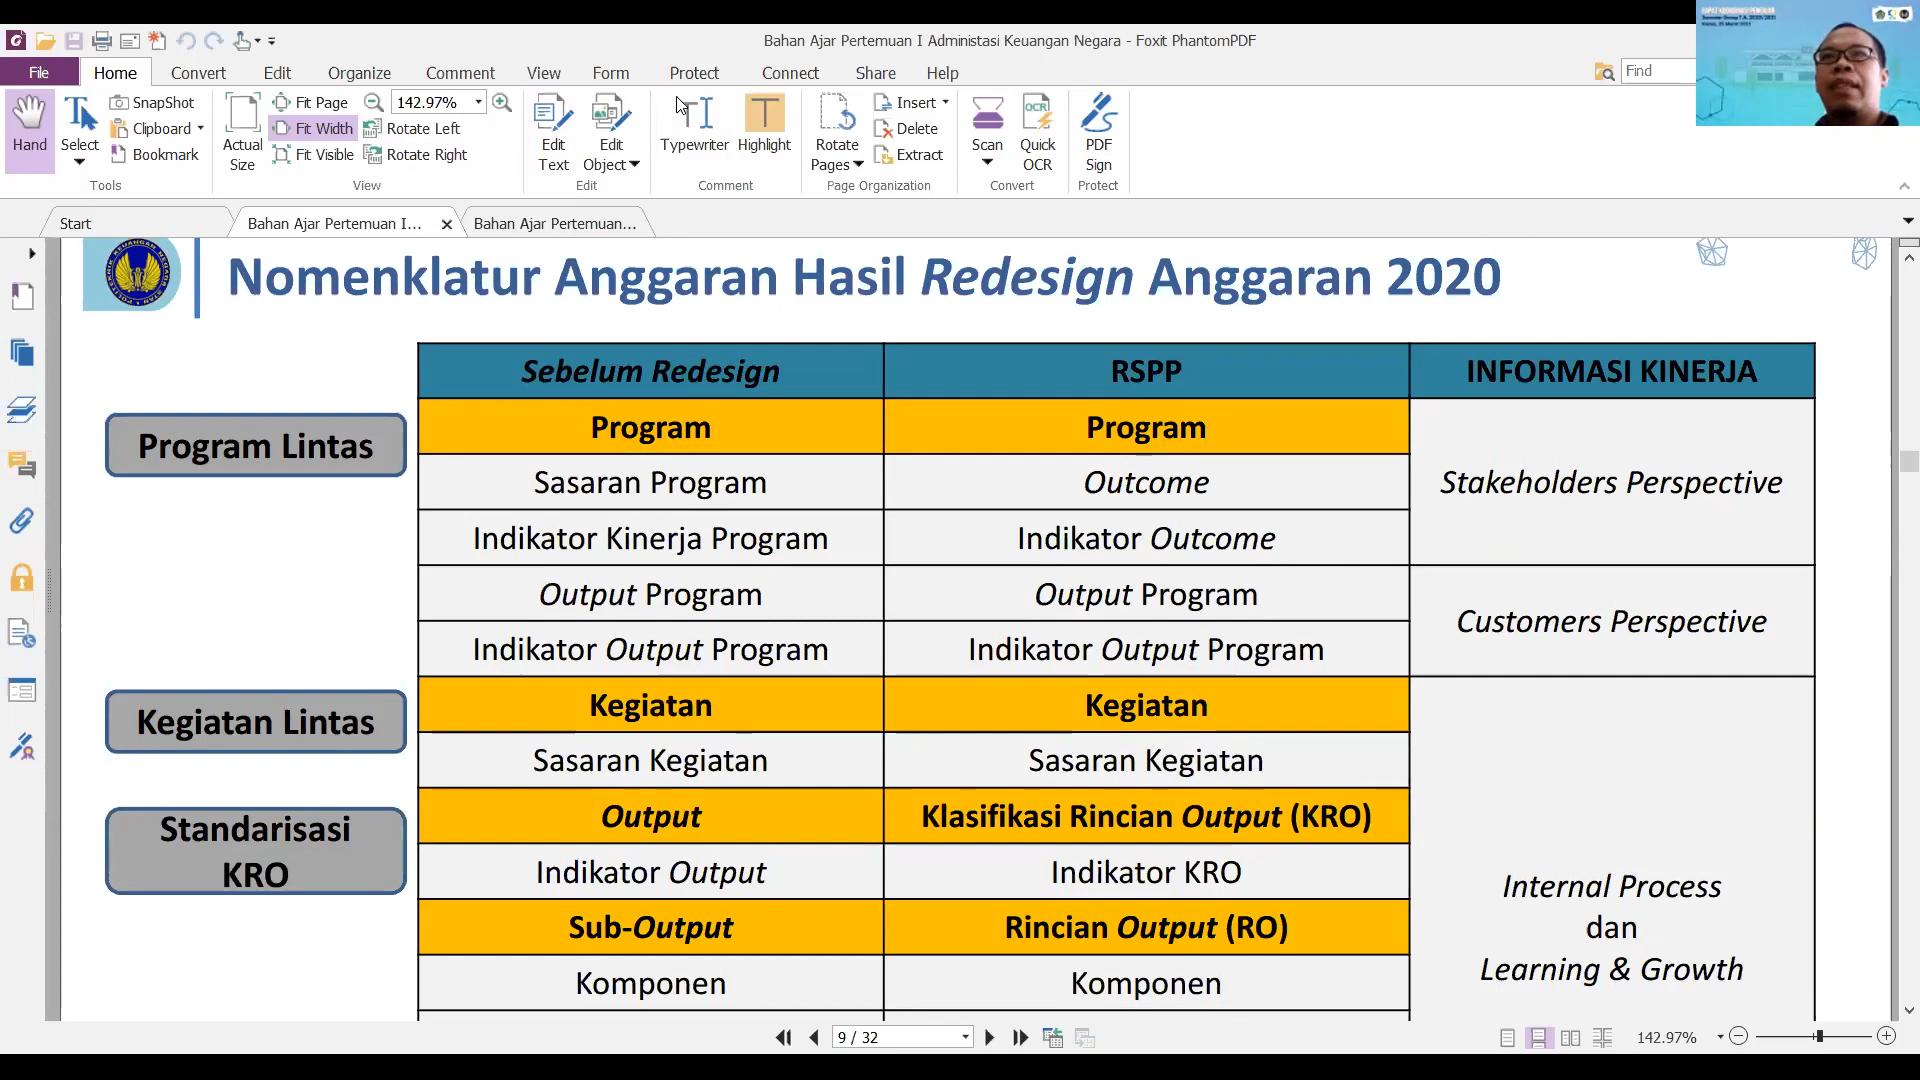 Bahan Ajar Pertemuan I Administasi Keuangan Negara - Foxit PhantomPDF
File Home Convert Edit Organize Comment View Form Protect Connect Share Help
Find
Hand
Select
SnapShot
Clipboard
Bookmark
Tools
Actual Size
Fit Page
Fit Width
Fit Visible
142.97%
Rotate Left
Rotate Right
View
Edit Text
Edit Object
Edit
Typewriter
Highlight
Comment
Rotate Pages
Insert
Delete
Extract
Page Organization
Scan
OCR
Quick OCR
Convert
PDF Sign
Protect
Start
Bahan Ajar Pertemuan I...
Bahan Ajar Pertemuan...
Nomenklatur Anggaran Hasil Redesign Anggaran 2020
Sebelum Redesign RSPP INFORMASI KINERJA
Program Lintas
Program Program
Sasaran Program Outcome
Stakeholders Perspective
Indikator Kinerja Program Indikator Outcome
Output Program Output Program
Customers Perspective
Indikator Output Program Indikator Output Program
Kegiatan Lintas
Kegiatan Kegiatan
Sasaran Kegiatan Sasaran Kegiatan
Standarisasi
KRO
Output Klasifikasi Rincian Output (KRO)
Indikator Output Indikator KRO
Sub-Output Rincian Output (RO)
Komponen Komponen
Internal Process
dan
Learning & Growth
9 / 32
142.97%